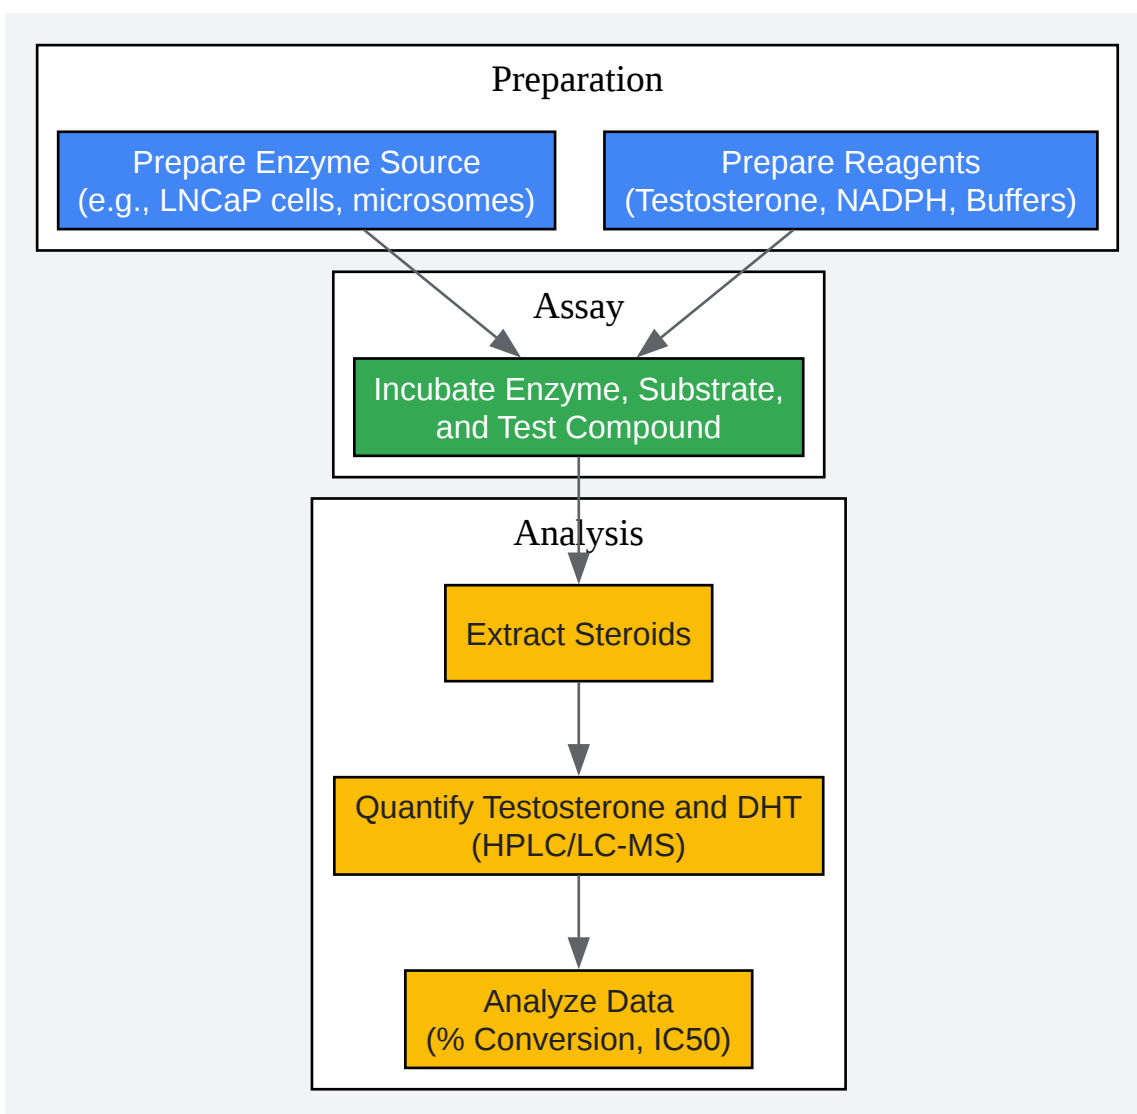 Preparation
Prepare Enzyme Source
(e.g., LNCaP cells, microsomes)
Prepare Reagents
(Testosterone, NADPH, Buffers)
Assay
Incubate Enzyme, Substrate,
and Test Compound
Analysis
Extract Steroids
Quantify Testosterone and DHT
(HPLC/LC-MS)
Analyze Data
(% Conversion, IC50)